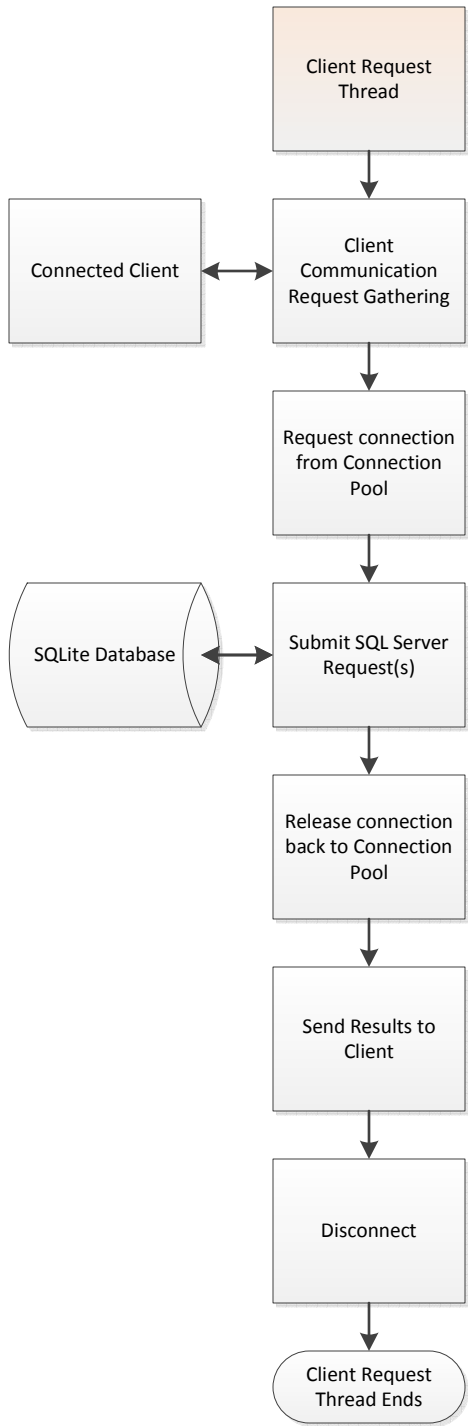 Client Request
Thread
Connected Client
Client
Communication
Request Gathering
Request connection
from Connection
Pool
SQLite Database
Submit SQL Server
Request(s)
Release connection
back to Connection
Pool
Send Results to
Client
Disconnect
Client Request
Thread Ends